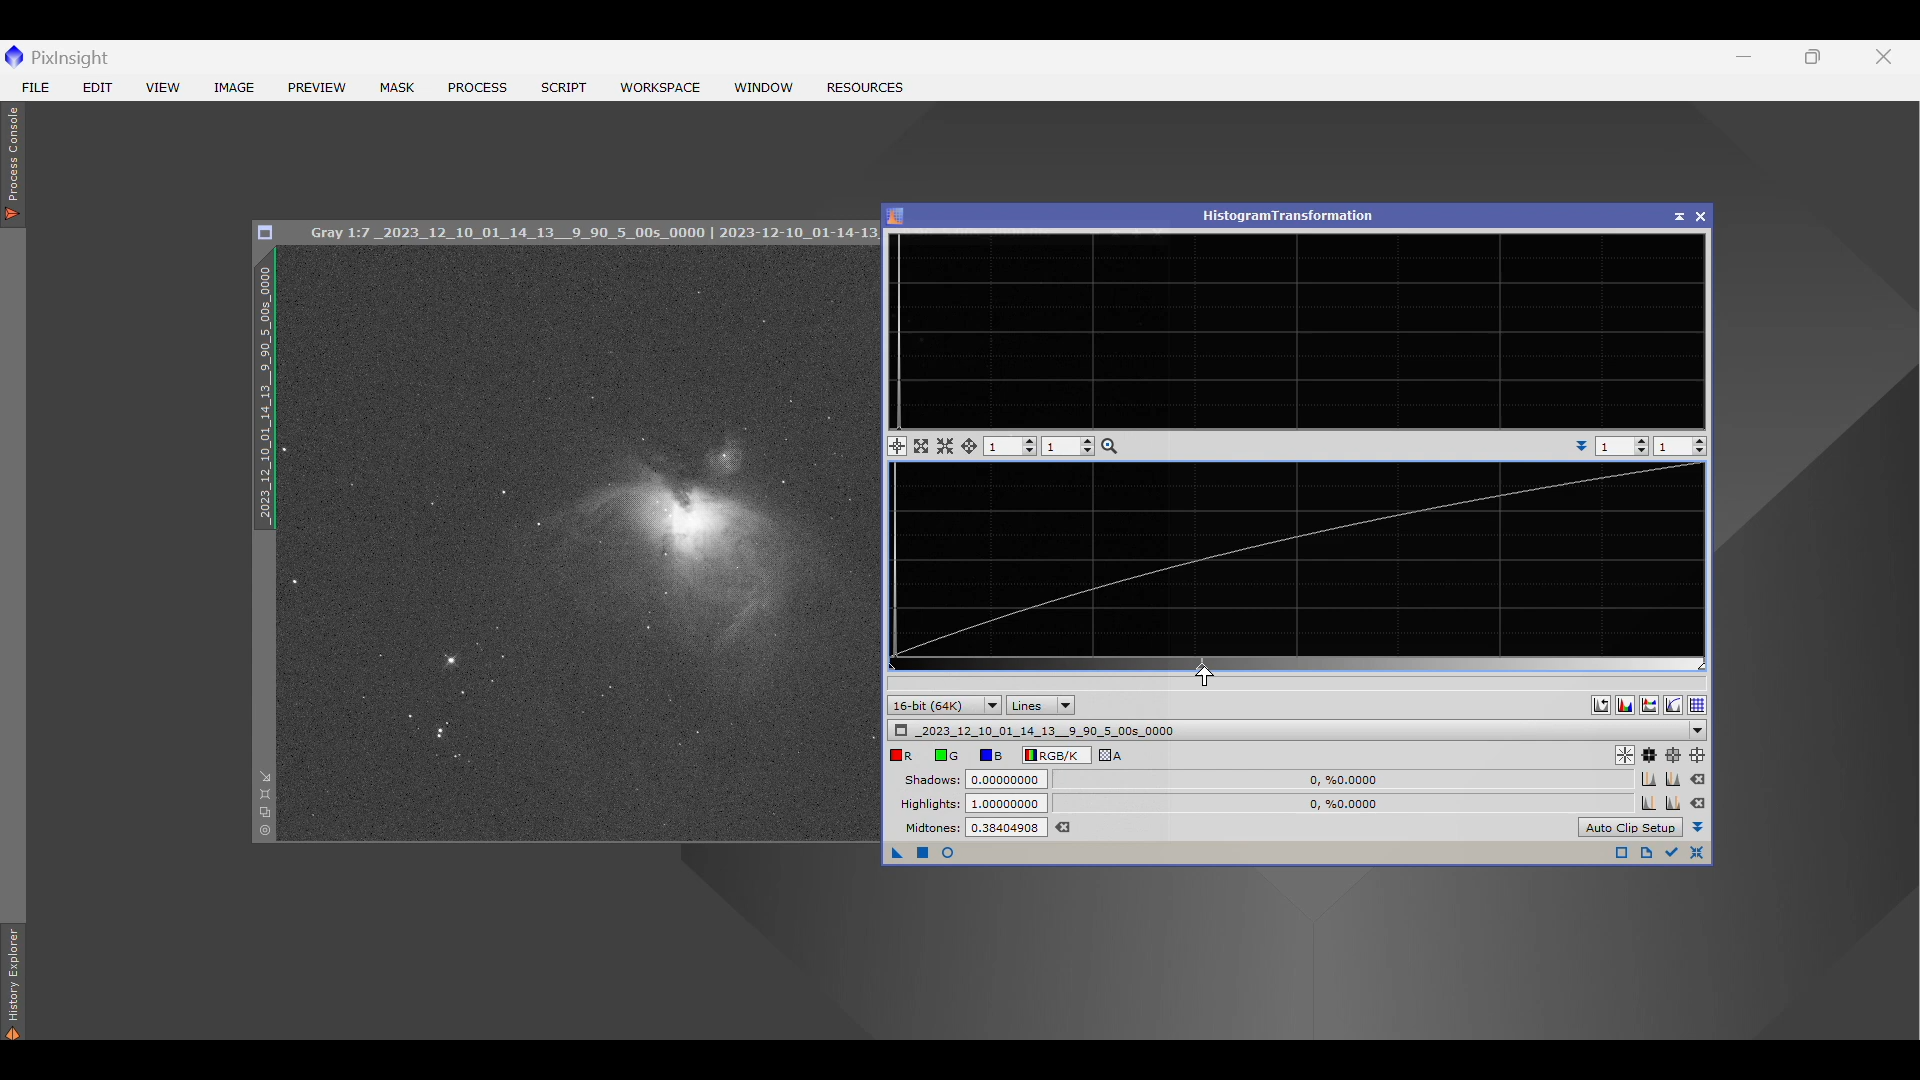 PixInsight
FILE EDIT VIEW IMAGE PREVIEW MASK PROCESS SCRIPT WORKSPACE WINDOW RESOURCES
Process Console
Gray 1:7 _2023_12_10_01_14_13__9_90_5_00s_0000 | 2023-12-10_01-14-13_
_2023_12_10_01_14_13__9_90_5_00s_0000
HistogramTransformation
1 1 1 1
16-bit (64K) Lines
_2023_12_10_01_14_13__9_90_5_00s_0000
R G B RGB/K A
Shadows: 0.00000000 0, %0.0000
Highlights: 1.00000000 0, %0.0000
Midtones: 0.38404908 Auto Clip Setup
History Explorer